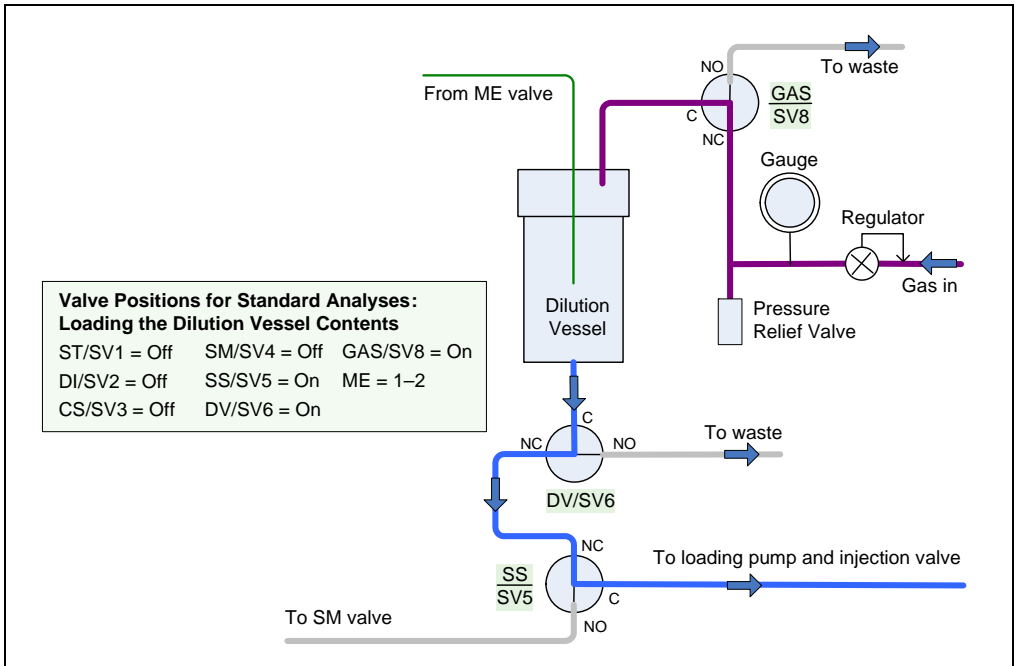 NO
To waste
From ME valve
GAS
SV8
C
NC
Gauge
Regulator
Gas in
Dilution
Vessel
Pressure
Relief Valve
Valve Positions for Standard Analyses:
Loading the Dilution Vessel Contents
ST/SV1 = Off SM/SV4 = Off GAS/SV8 = On
DI/SV2 = Off SS/SV5 = On ME = 1–2
CS/SV3 = Off DV/SV6 = On
C
NC
NO
To waste
DV/SV6
NC
To loading pump and injection valve
SS
SV5
C
To SM valve
NO